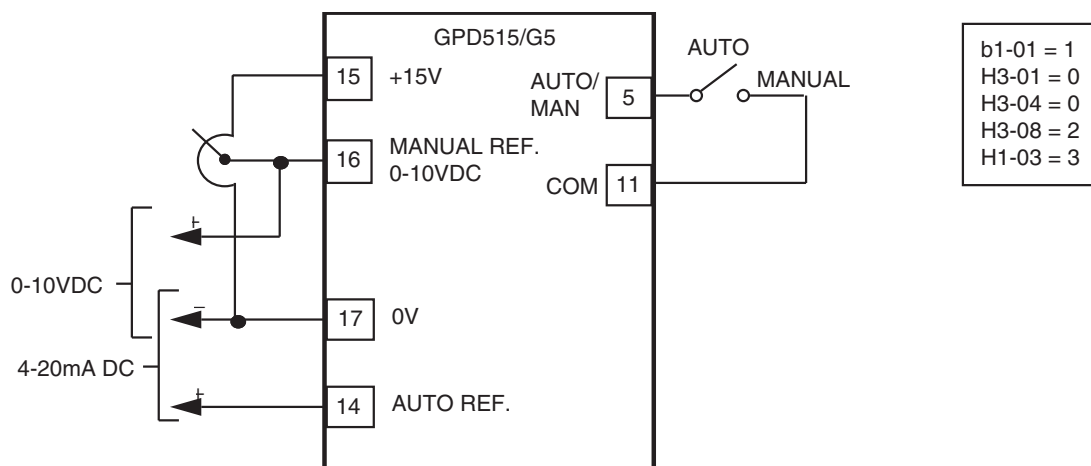 GPD515/G5
15 +15V
16 MANUAL REF.
0-10VDC
17 0V
14 AUTO REF.
AUTO/
MAN
5
COM 11
AUTO
MANUAL
+
0-10VDC
–
4-20mA DC
+
b1-01 = 1
H3-01 = 0
H3-04 = 0
H3-08 = 2
H1-03 = 3